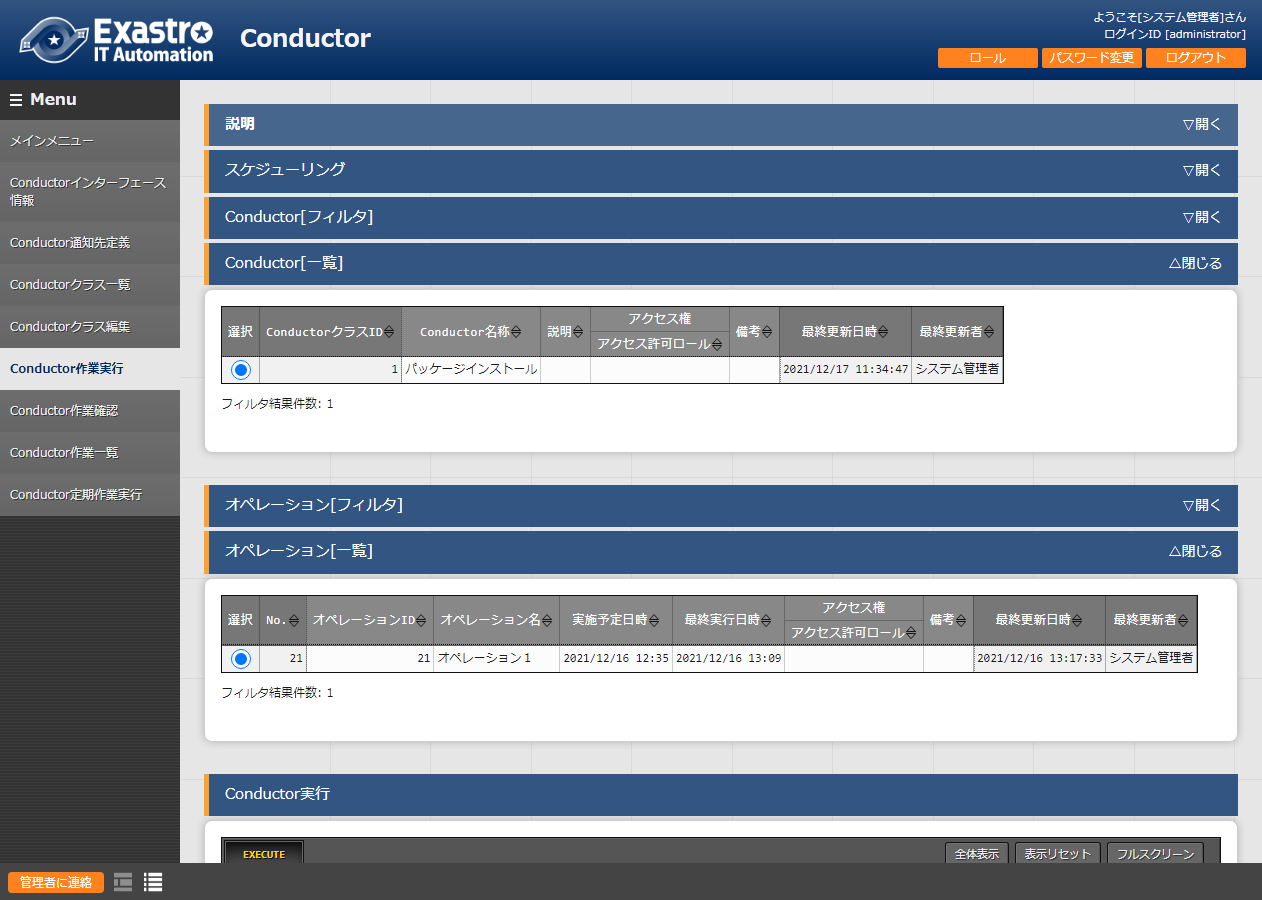 Exastro
IT Automation
Conductor
ようこそ[システム管理者]さん
ログインID [administrator]
ロール パスワード変更 ログアウト
Menu
メインメニュー
Conductorインターフェース
情報
Conductor通知先定義
Conductorクラス一覧
Conductorクラス編集
Conductor作業実行
Conductor作業確認
Conductor作業一覧
Conductor定期作業実行
説明 ▽開く
スケジューリング ▽開く
Conductor[フィルタ] ▽開く
Conductor[一覧] △閉じる
選択 ConductorクラスID Conductor名称 説明 アクセス権 備考 最終更新日時 最終更新者
アクセス許可ロール
1 パッケージインストール 2021/12/17 11:34:47 システム管理者
フィルタ結果件数: 1
オペレーション[フィルタ] ▽開く
オペレーション[一覧] △閉じる
選択 No. オペレーションID オペレーション名 実施予定日時 最終実行日時 アクセス権 備考 最終更新日時 最終更新者
アクセス許可ロール
21 21 オペレーション1 2021/12/16 12:35 2021/12/16 13:09 2021/12/16 13:17:33 システム管理者
フィルタ結果件数: 1
Conductor実行
EXECUTE 全体表示 表示リセット フルスクリーン
管理者に連絡